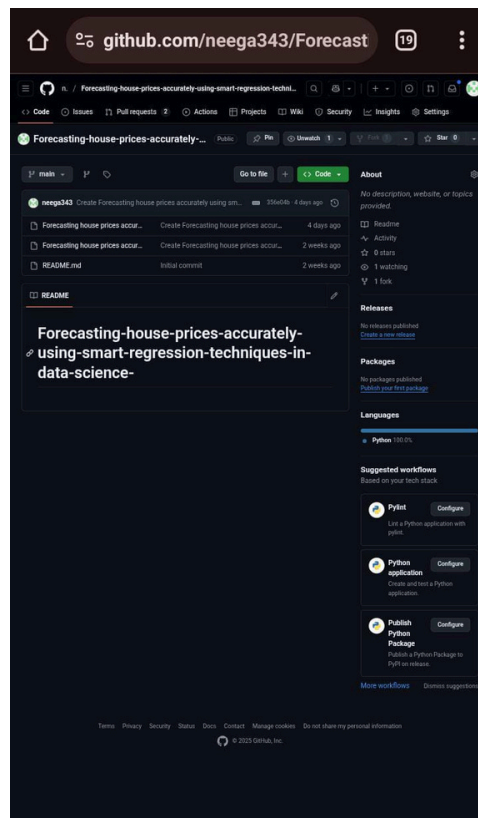 github.com/neega343/Forecast
19
n. / Forecasting-house-prices-accurately-using-smart-regression-techni...
Code Issues Pull requests 2 Actions Projects Wiki Security Insights Settings
Forecasting-house-prices-accurately-... Public Pin Unwatch 1 Fork Star 0
main Go to file + Code
neega343 Create Forecasting house prices accurately using sm... 356e04b · 4 days ago
Forecasting house prices accur... Create Forecasting house prices accur... 4 days ago
Forecasting house prices accur... Create Forecasting house prices accur... 2 weeks ago
README.md Initial commit 2 weeks ago
README
Forecasting-house-prices-accurately-
using-smart-regression-techniques-in-
data-science-
About
No description, website, or topics
provided.
Readme
Activity
0 stars
1 watching
1 fork
Releases
No releases published
Create a new release
Packages
No packages published
Publish your first package
Languages
Python 100.0%
Suggested workflows
Based on your tech stack
Pylint Configure
Lint a Python application with
pylint.
Python
application Configure
Create and test a Python
application.
Publish
Python
Package Configure
Publish a Python Package to
PyPI on release.
More workflows Dismiss suggestions
Terms Privacy Security Status Docs Contact Manage cookies Do not share my personal information
© 2025 GitHub, Inc.